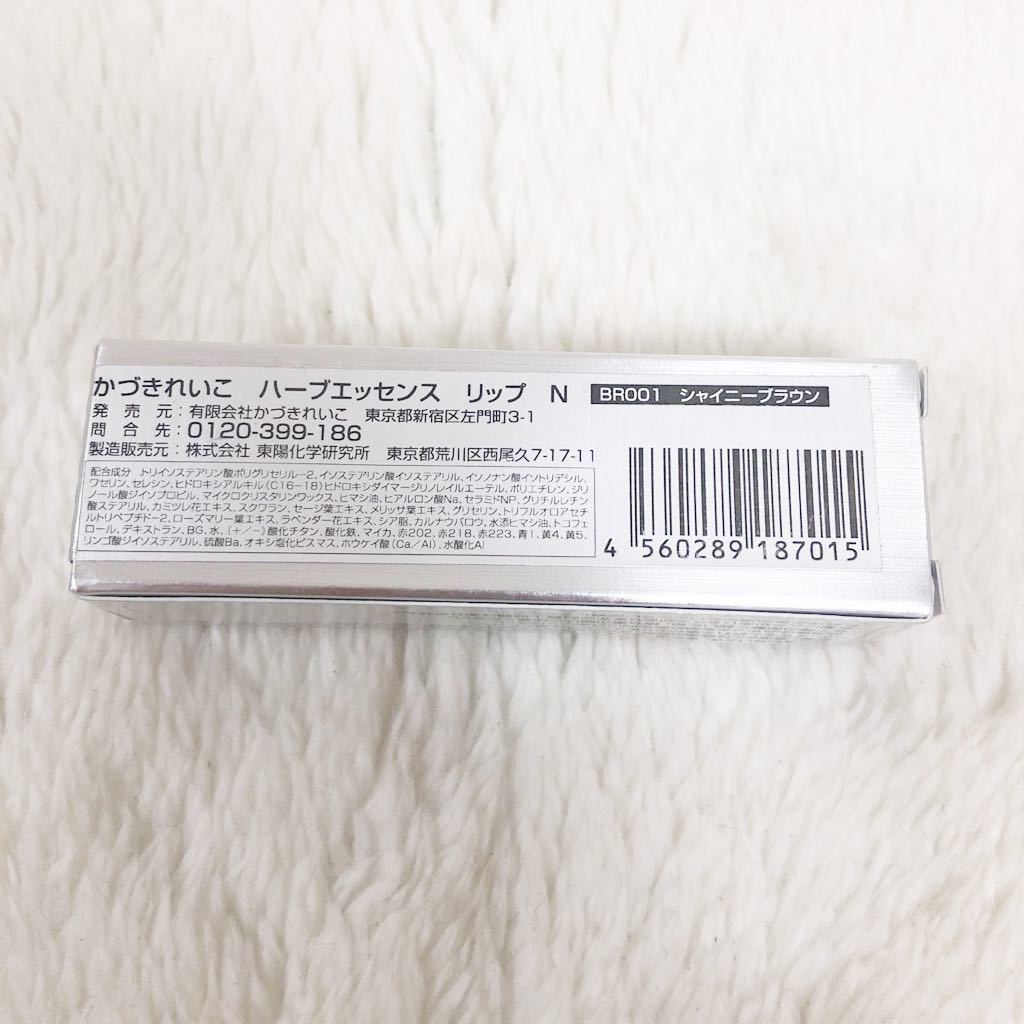 かづきれいこ ハーブエッセンス リップ N BR001 シャイニーブラウン
発売元:有限会社かづきれいこ 東京都新宿区左門町3-1
問合先:0120-399-186
製造販売元:株式会社 東陽化学研究所 東京都荒川区西尾久7-17-11
配合成分 トリイソステアリン酸ポリグリセリル-2、イソステアリン酸イソステアリル、イソノナン酸イソトリデシル、
ワセリン、セレシン、ヒドロキシアルキル(C16-18)ヒドロキシダイマージリノレイルエーテル、ポリエチレン、ジリ
ノール酸ジイソプロピル、マイクロクリスタリンワックス、ヒマシ油、ヒアルロン酸Na、セラミドNP、グリチルレチン
酸ステアリル、カミツレ花エキス、スクワラン、セージ葉エキス、メリッサ葉エキス、グリセリン、トリフルオロアセチ
ルトリペプチド-2、ローズマリー葉エキス、ラベンダー花エキス、シア脂、カルナウバロウ、水添ヒマシ油、トコフェ
ロール、デキストラン、BG、水、(+/-)酸化チタン、酸化鉄、マイカ、赤202、赤218、赤223、青1、黄4、黄5、
リンゴ酸ジイソステアリル、硫酸Ba、オキシ塩化ビスマス、ホウケイ酸(Ca/Al)、水酸化Al
4 560289 187015